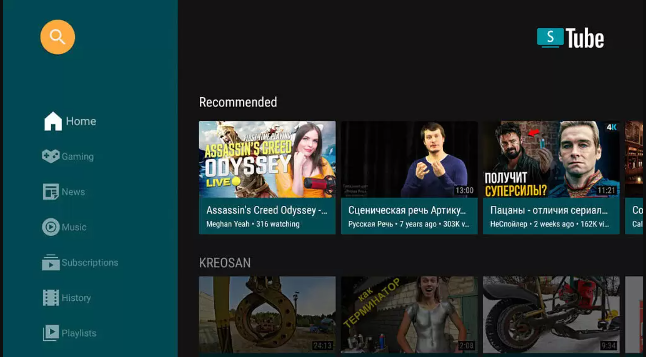 S Tube
Home
Gaming
News
Music
Subscriptions
History
Playlists
Recommended
ASSASSIN'S CREED
ODYSSEY
LIVE
Assassin's Creed Odyssey -...
Meghan Yeah • 316 watching
13:00
Сценическая речь Артику...
Русская Речь • 7 years ago • 303K v...
4K
ПОЛУЧИТ
СУПЕРСИЛЫ?
11:21
Пацаны - отличия сериал...
НеСпойлер • 2 weeks ago • 162K vi...
Co
Cal
KREOSAN
24:13
как
ТЕРМИНАТОР
7:08
9:34